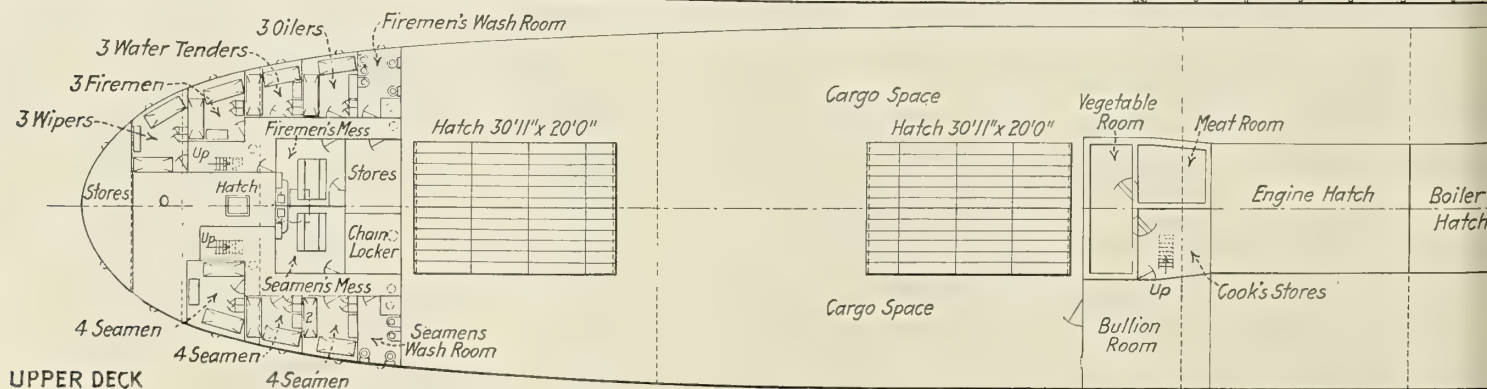 3 Oilers
Firemen's Wash Room
3 Water Tenders
3 Firemen
3 Wipers
Firemen's Mess
Up
Stores
Hatch
Stores
Up
Chain
Locker
Seamen's Mess
4 Seamen
4 Seamen
2
4 Seamen
Seamens
Wash Room
Hatch 30'11" x 20'0"
Cargo Space
Hatch 30'11" x 20'0"
Cargo Space
Vegetable
Room
Meat Room
Engine Hatch
Boiler
Hatch
Up
Cook's Stores
Bullion
Room
UPPER DECK